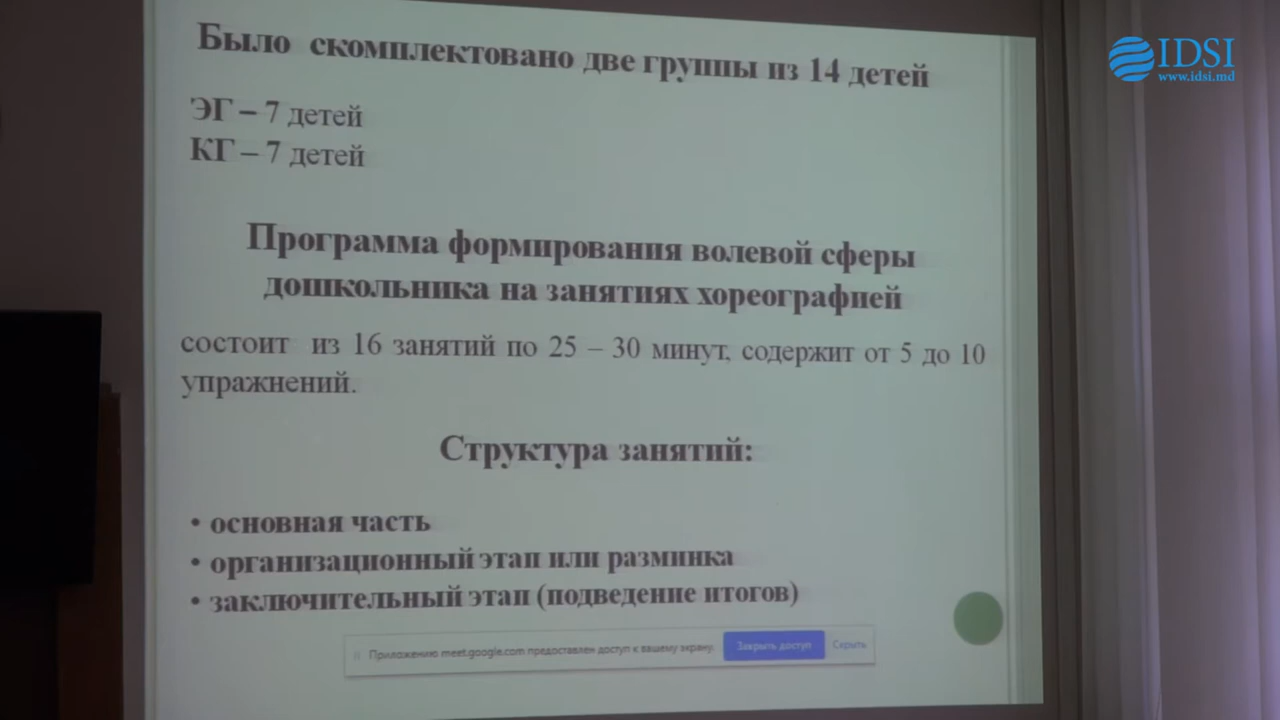 Было скомплектовано две группы из 14 детей
ЭГ – 7 детей
КГ – 7 детей
Программа формирования волевой сферы
дошкольника на занятиях хореографией
состоит из 16 занятий по 25 – 30 минут, содержит от 5 до 10
упражнений.
Структура занятий:
• основная часть
• организационный этап или разминка
• заключительный этап (подведение итогов)
Приложению meet.google.com предоставлен доступ к вашему экрану.
Закрыть доступ
Скрыть
IDSI
www.idsi.md